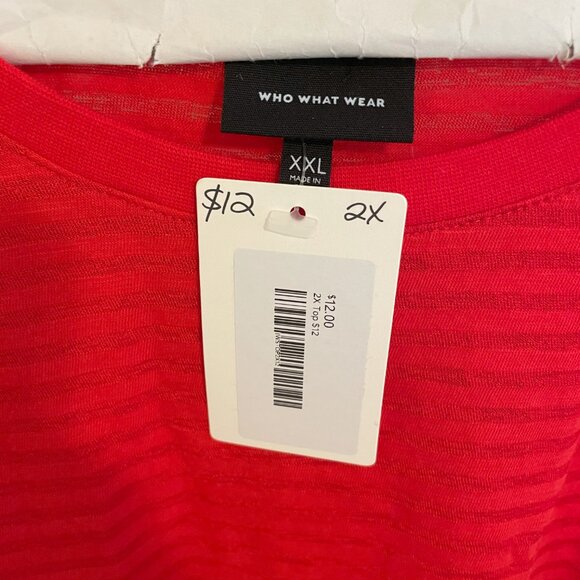 WHO WHAT WEAR
XXL
MADE IN
$12 2X
$12.00
2X Top $12